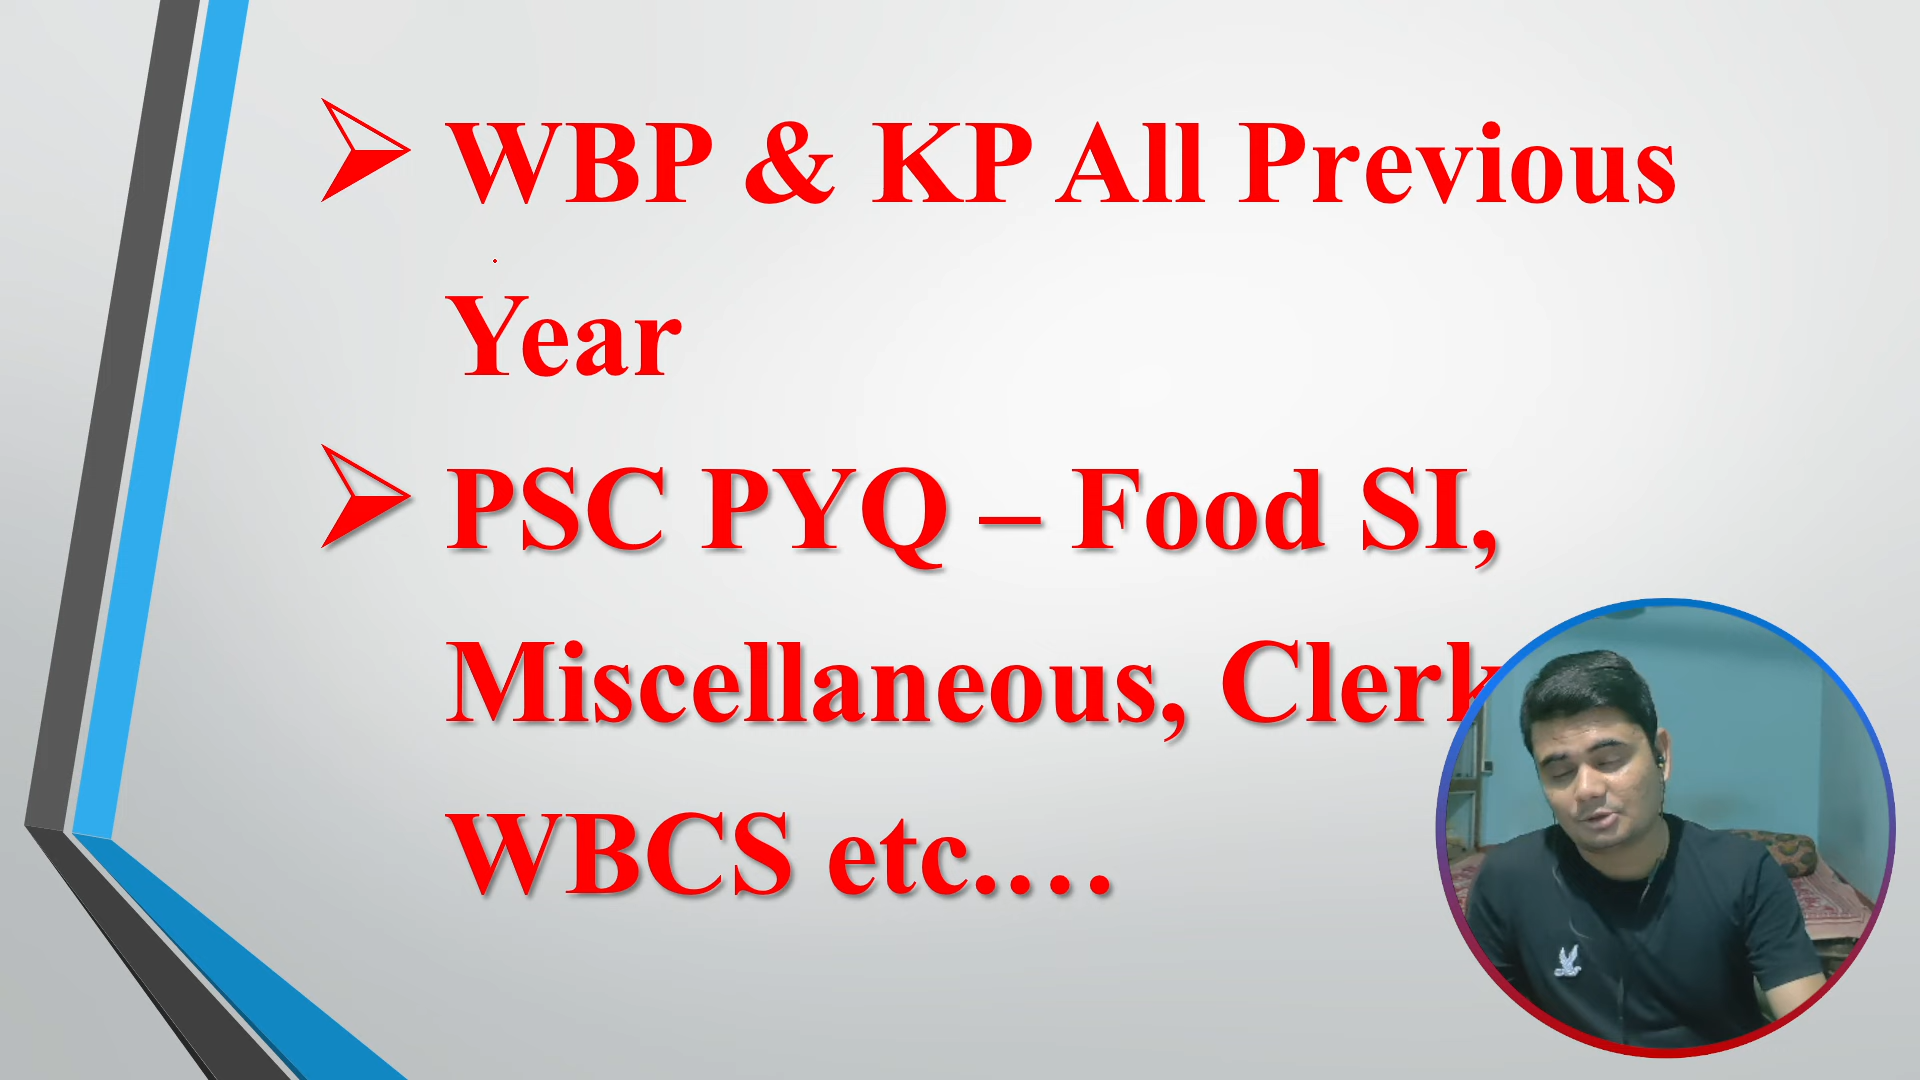 WBP & KP All Previous
Year
PSC PYQ – Food SI,
Miscellaneous, Clerk
WBCS etc.…